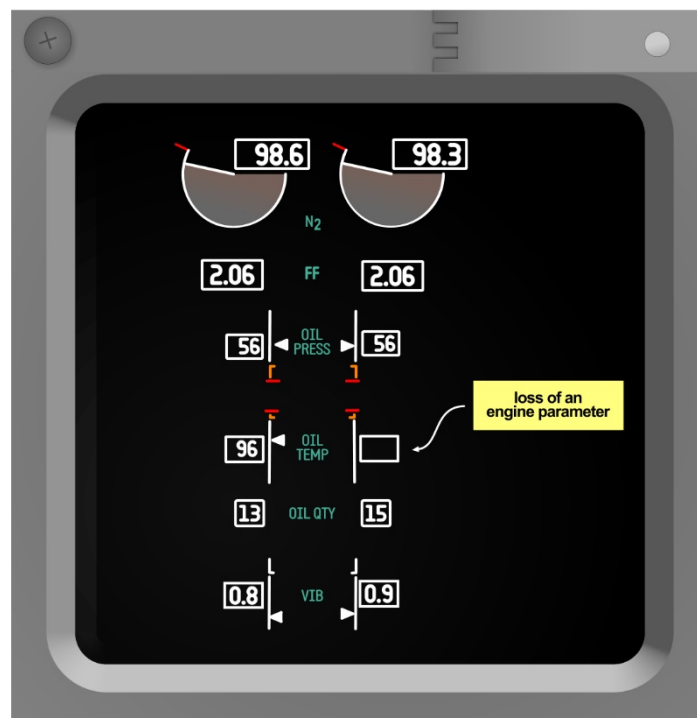 98.6 98.3
N2
2.06 FF 2.06
56 OIL PRESS 56
loss of an
engine parameter
96 OIL TEMP
13 OIL QTY 15
0.8 VIB 0.9